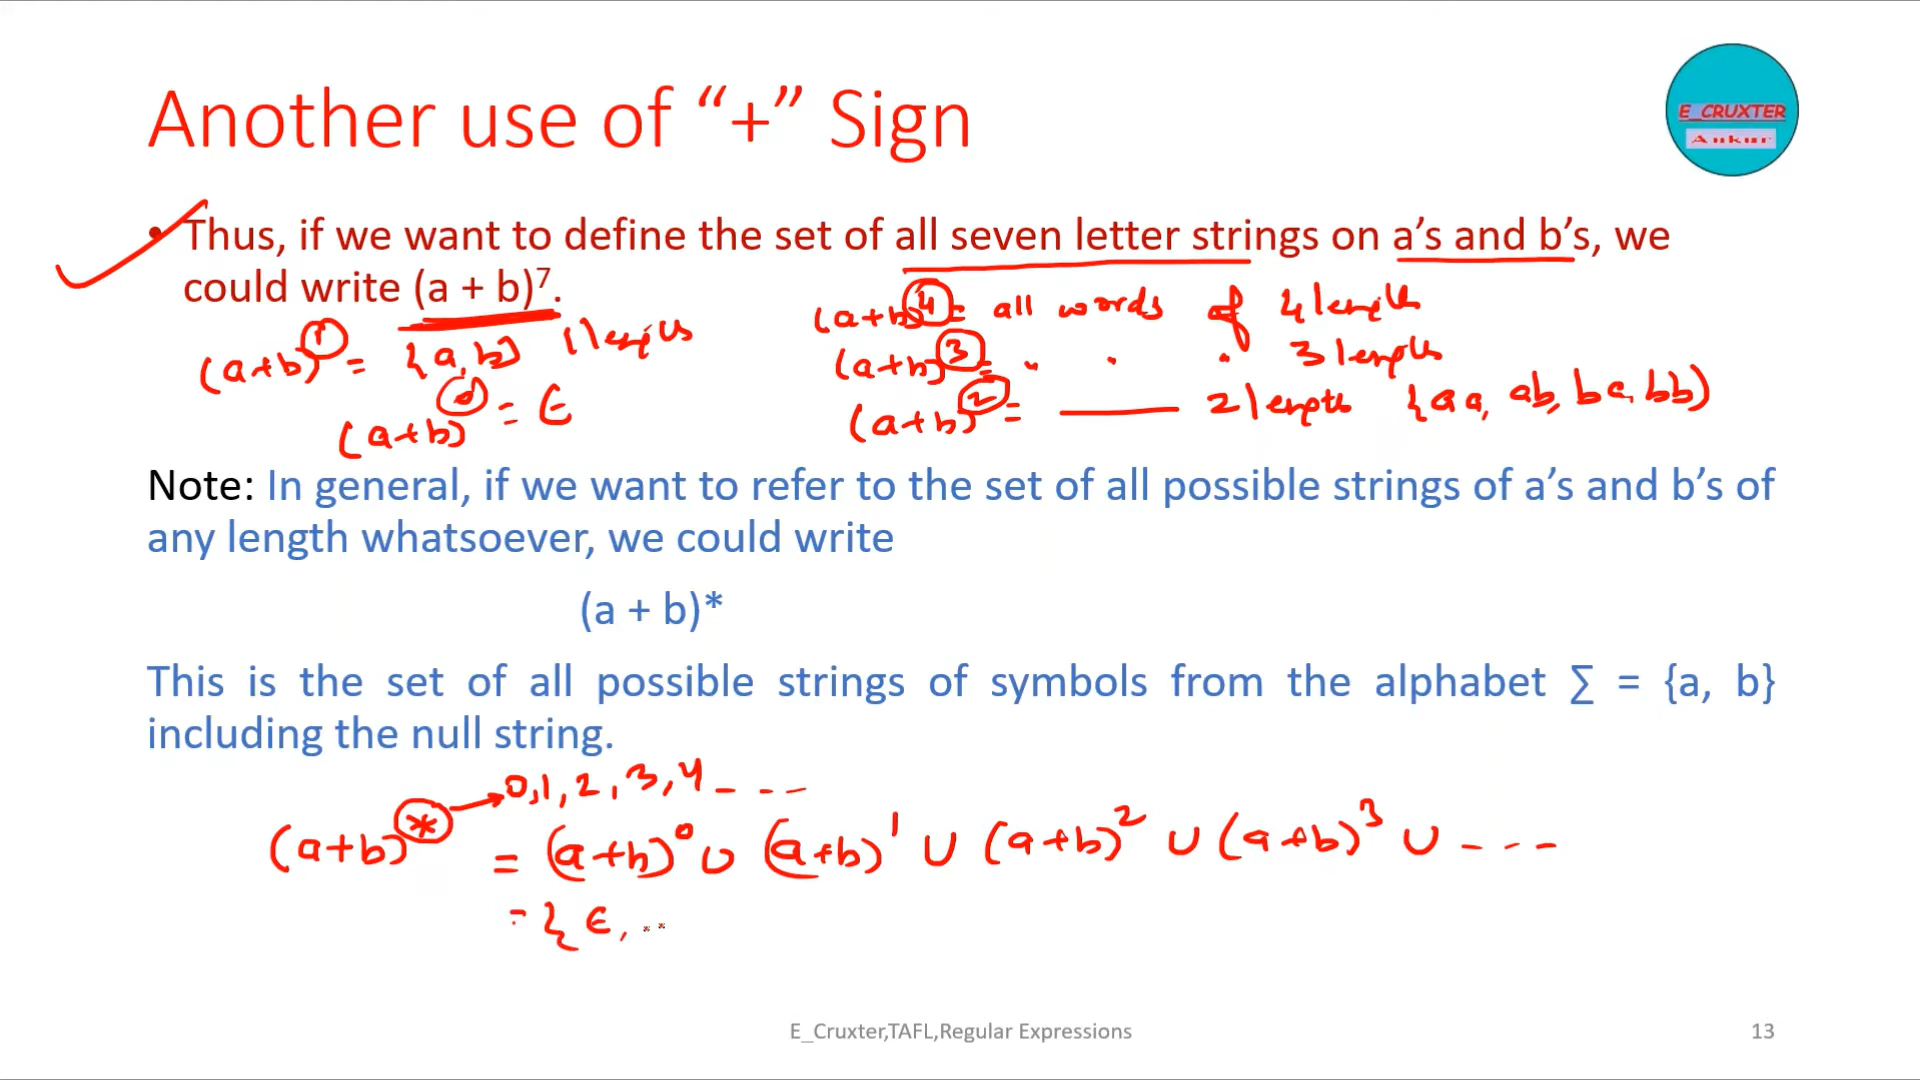 Another use of “+” Sign
E_CRUXTER
Ankur
• Thus, if we want to define the set of all seven letter strings on a’s and b’s, we
could write (a + b)⁷.
(a+b)⁴ = all words of 4 length
(a+b)¹ = {a, b} 1 length
(a+b)³ = " " " 3 length
(a+b)⁰ = ϵ
(a+b)² = —— 2 length {aa, ab, ba, bb}
Note: In general, if we want to refer to the set of all possible strings of a’s and b’s of
any length whatsoever, we could write
(a + b)*
This is the set of all possible strings of symbols from the alphabet ∑ = {a, b}
including the null string.
0, 1, 2, 3, 4 - - - -
(a+b)* = (a+b)⁰ ∪ (a+b)¹ ∪ (a+b)² ∪ (a+b)³ ∪ - - - -
= { ϵ,
E_Cruxter,TAFL,Regular Expressions
13